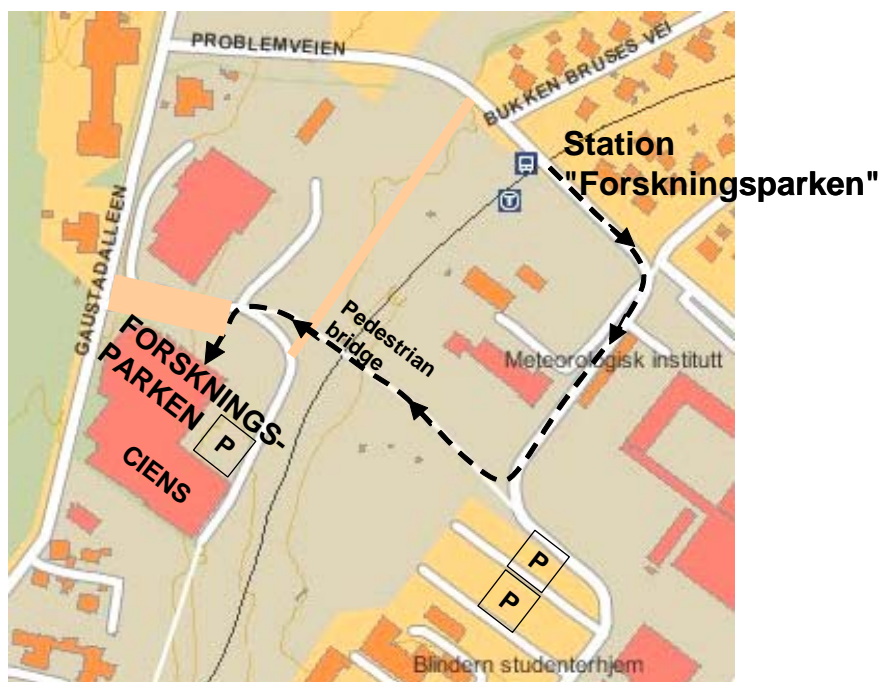 PROBLEMVEIEN
BUKKEN BRUSES VEI
Station
"Forskningsparken"
T
GAUSTADALLEEN
Pedestrian
bridge
FORSKNINGS-
PARKEN
Meteorologisk institutt
P
CIENS
P
P
Blindern studenterhjem